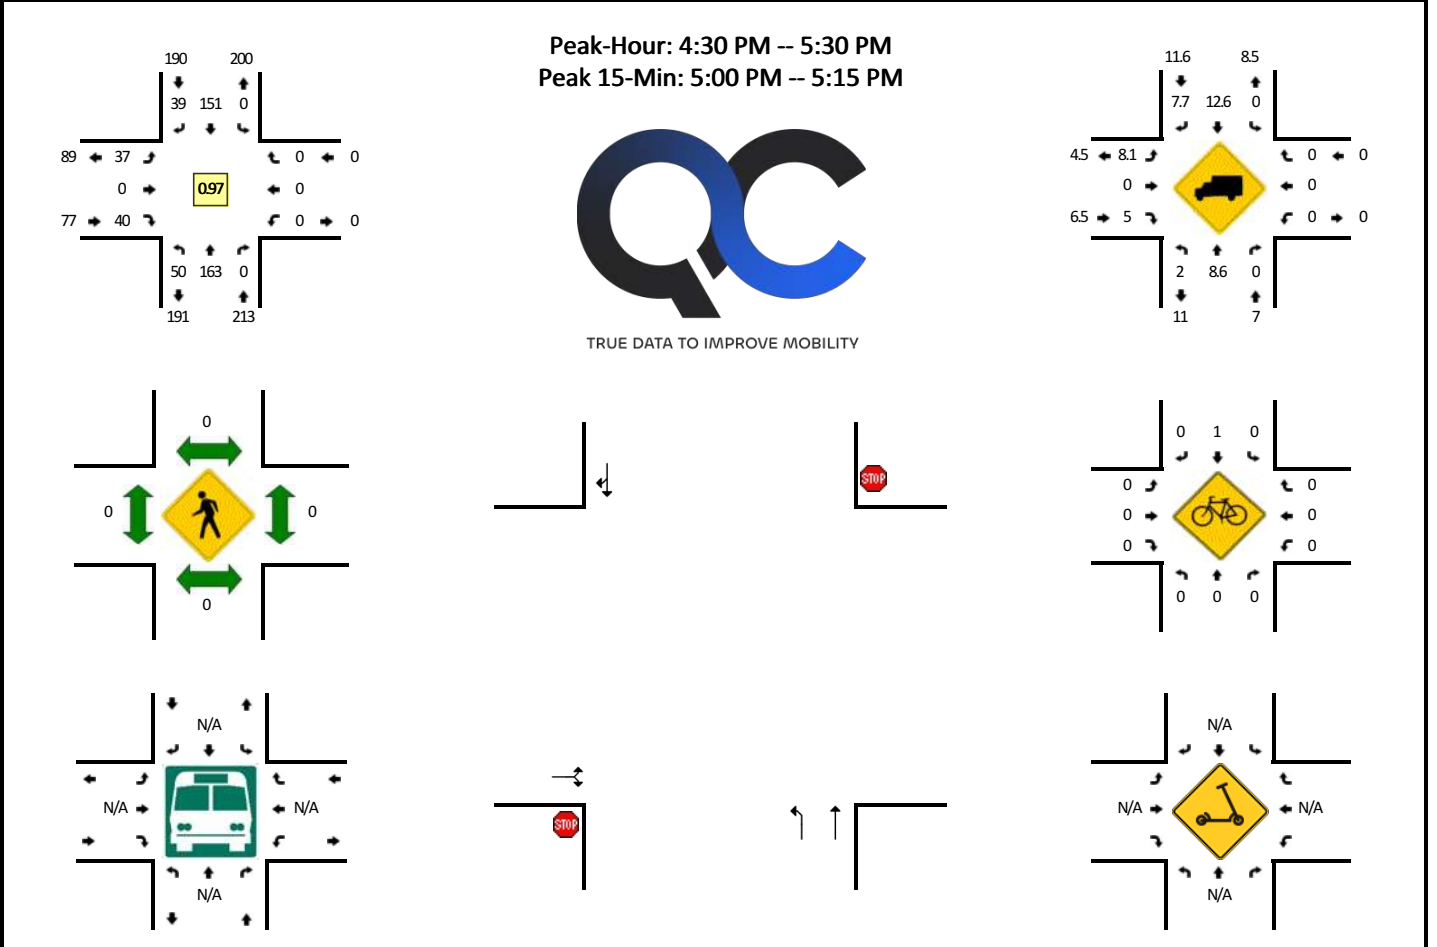 Peak-Hour: 4:30 PM -- 5:30 PM
Peak 15-Min: 5:00 PM -- 5:15 PM
190 200
39 151 0
89 37 0 0
0 0.97 0
77 40 0 0
50 163 0
191 213
QC
TRUE DATA TO IMPROVE MOBILITY
11.6 8.5
7.7 12.6 0
4.5 8.1 0 0
0 0
6.5 5 0 0
2 8.6 0
11 7
0
0 0
0
STOP
STOP
0 1 0
0 0
0 0
0 0
0 0 0
N/A
N/A N/A
N/A
N/A
N/A N/A
N/A